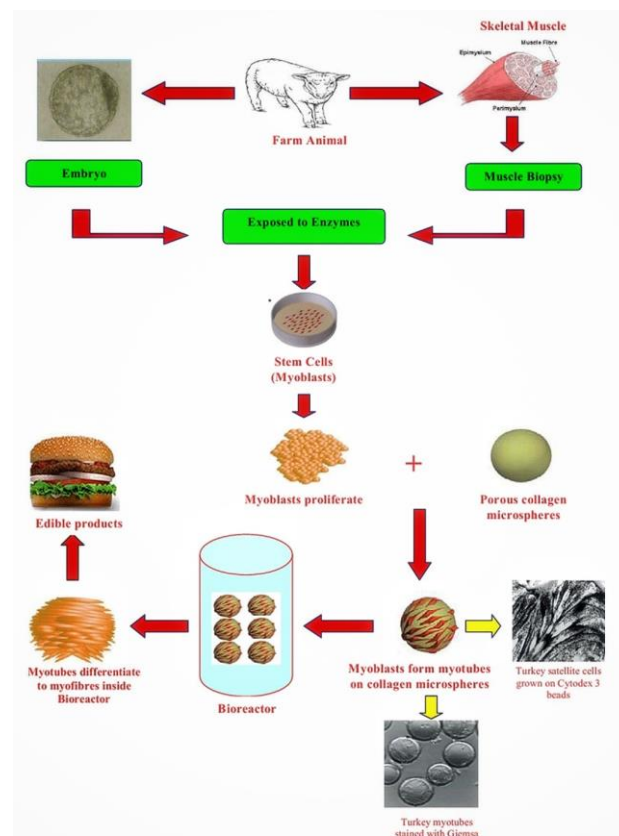 Skeletal Muscle
Muscle Fibre
Epimysium
Perimysium
Farm Animal
Embryo
Muscle Biopsy
Exposed to Enzymes
Stem Cells
(Myoblasts)
Myoblasts proliferate
+
Porous collagen
microspheres
Edible products
Myotubes differentiate
to myofibres inside
Bioreactor
Bioreactor
Myoblasts form myotubes
on collagen microspheres
Turkey satellite cells
grown on Cytodex 3
beads
Turkey myotubes
stained with Giemsa